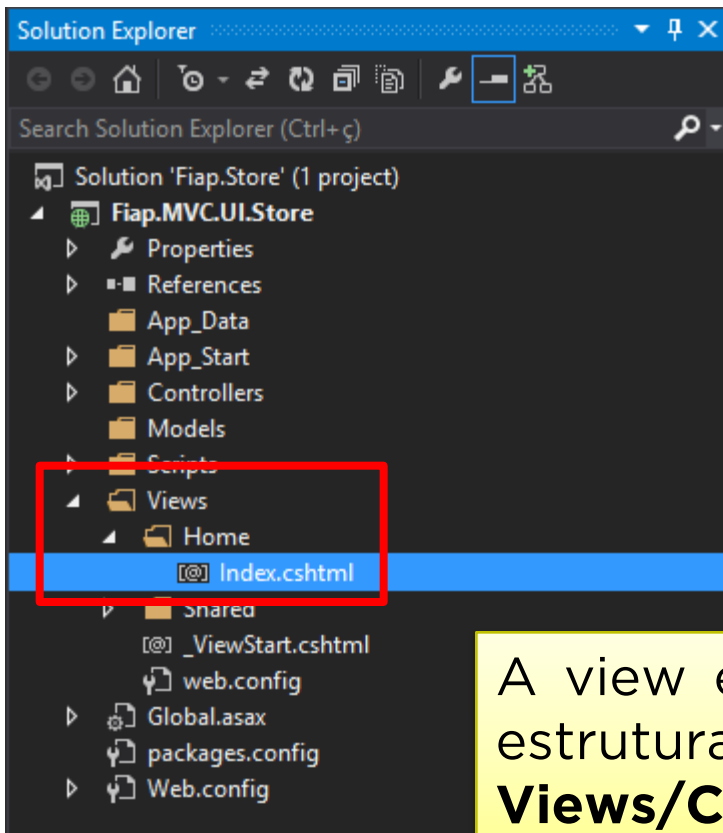 Solution Explorer
Search Solution Explorer (Ctrl+ç)
Solution 'Fiap.Store' (1 project)
Fiap.MVC.UI.Store
Properties
References
App_Data
App_Start
Controllers
Models
Scripts
Views
Home
Index.cshtml
Shared
_ViewStart.cshtml
web.config
Global.asax
packages.config
Web.config
A view e
estrutura
Views/C